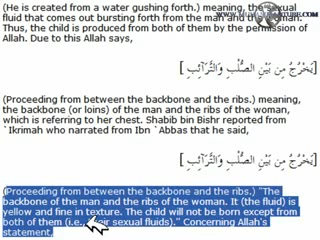 (He is created from a water gushing forth.) meaning, the sexual
fluid that comes out bursting forth from the man and the woman.
Thus, the child is produced from both of them by the permission of
Allah. Due to this Allah says,
[يَخْرُجُ مِن بَيْنِ الصُّلْبِ وَالتَّرَآئِبِ]
(Proceeding from between the backbone and the ribs.) meaning,
the backbone (or loins) of the man and the ribs of the woman,
which is referring to her chest. Shabib bin Bishr reported from
`Ikrimah who narrated from Ibn `Abbas that he said,
[يَخْرُجُ مِن بَيْنِ الصُّلْبِ وَالتَّرَآئِبِ]
(Proceeding from between the backbone and the ribs.) "The
backbone of the man and the ribs of the woman. It (the fluid) is
yellow and fine in texture. The child will not be born except from
both of them (i.e., their sexual fluids)." Concerning Allah's
statement,